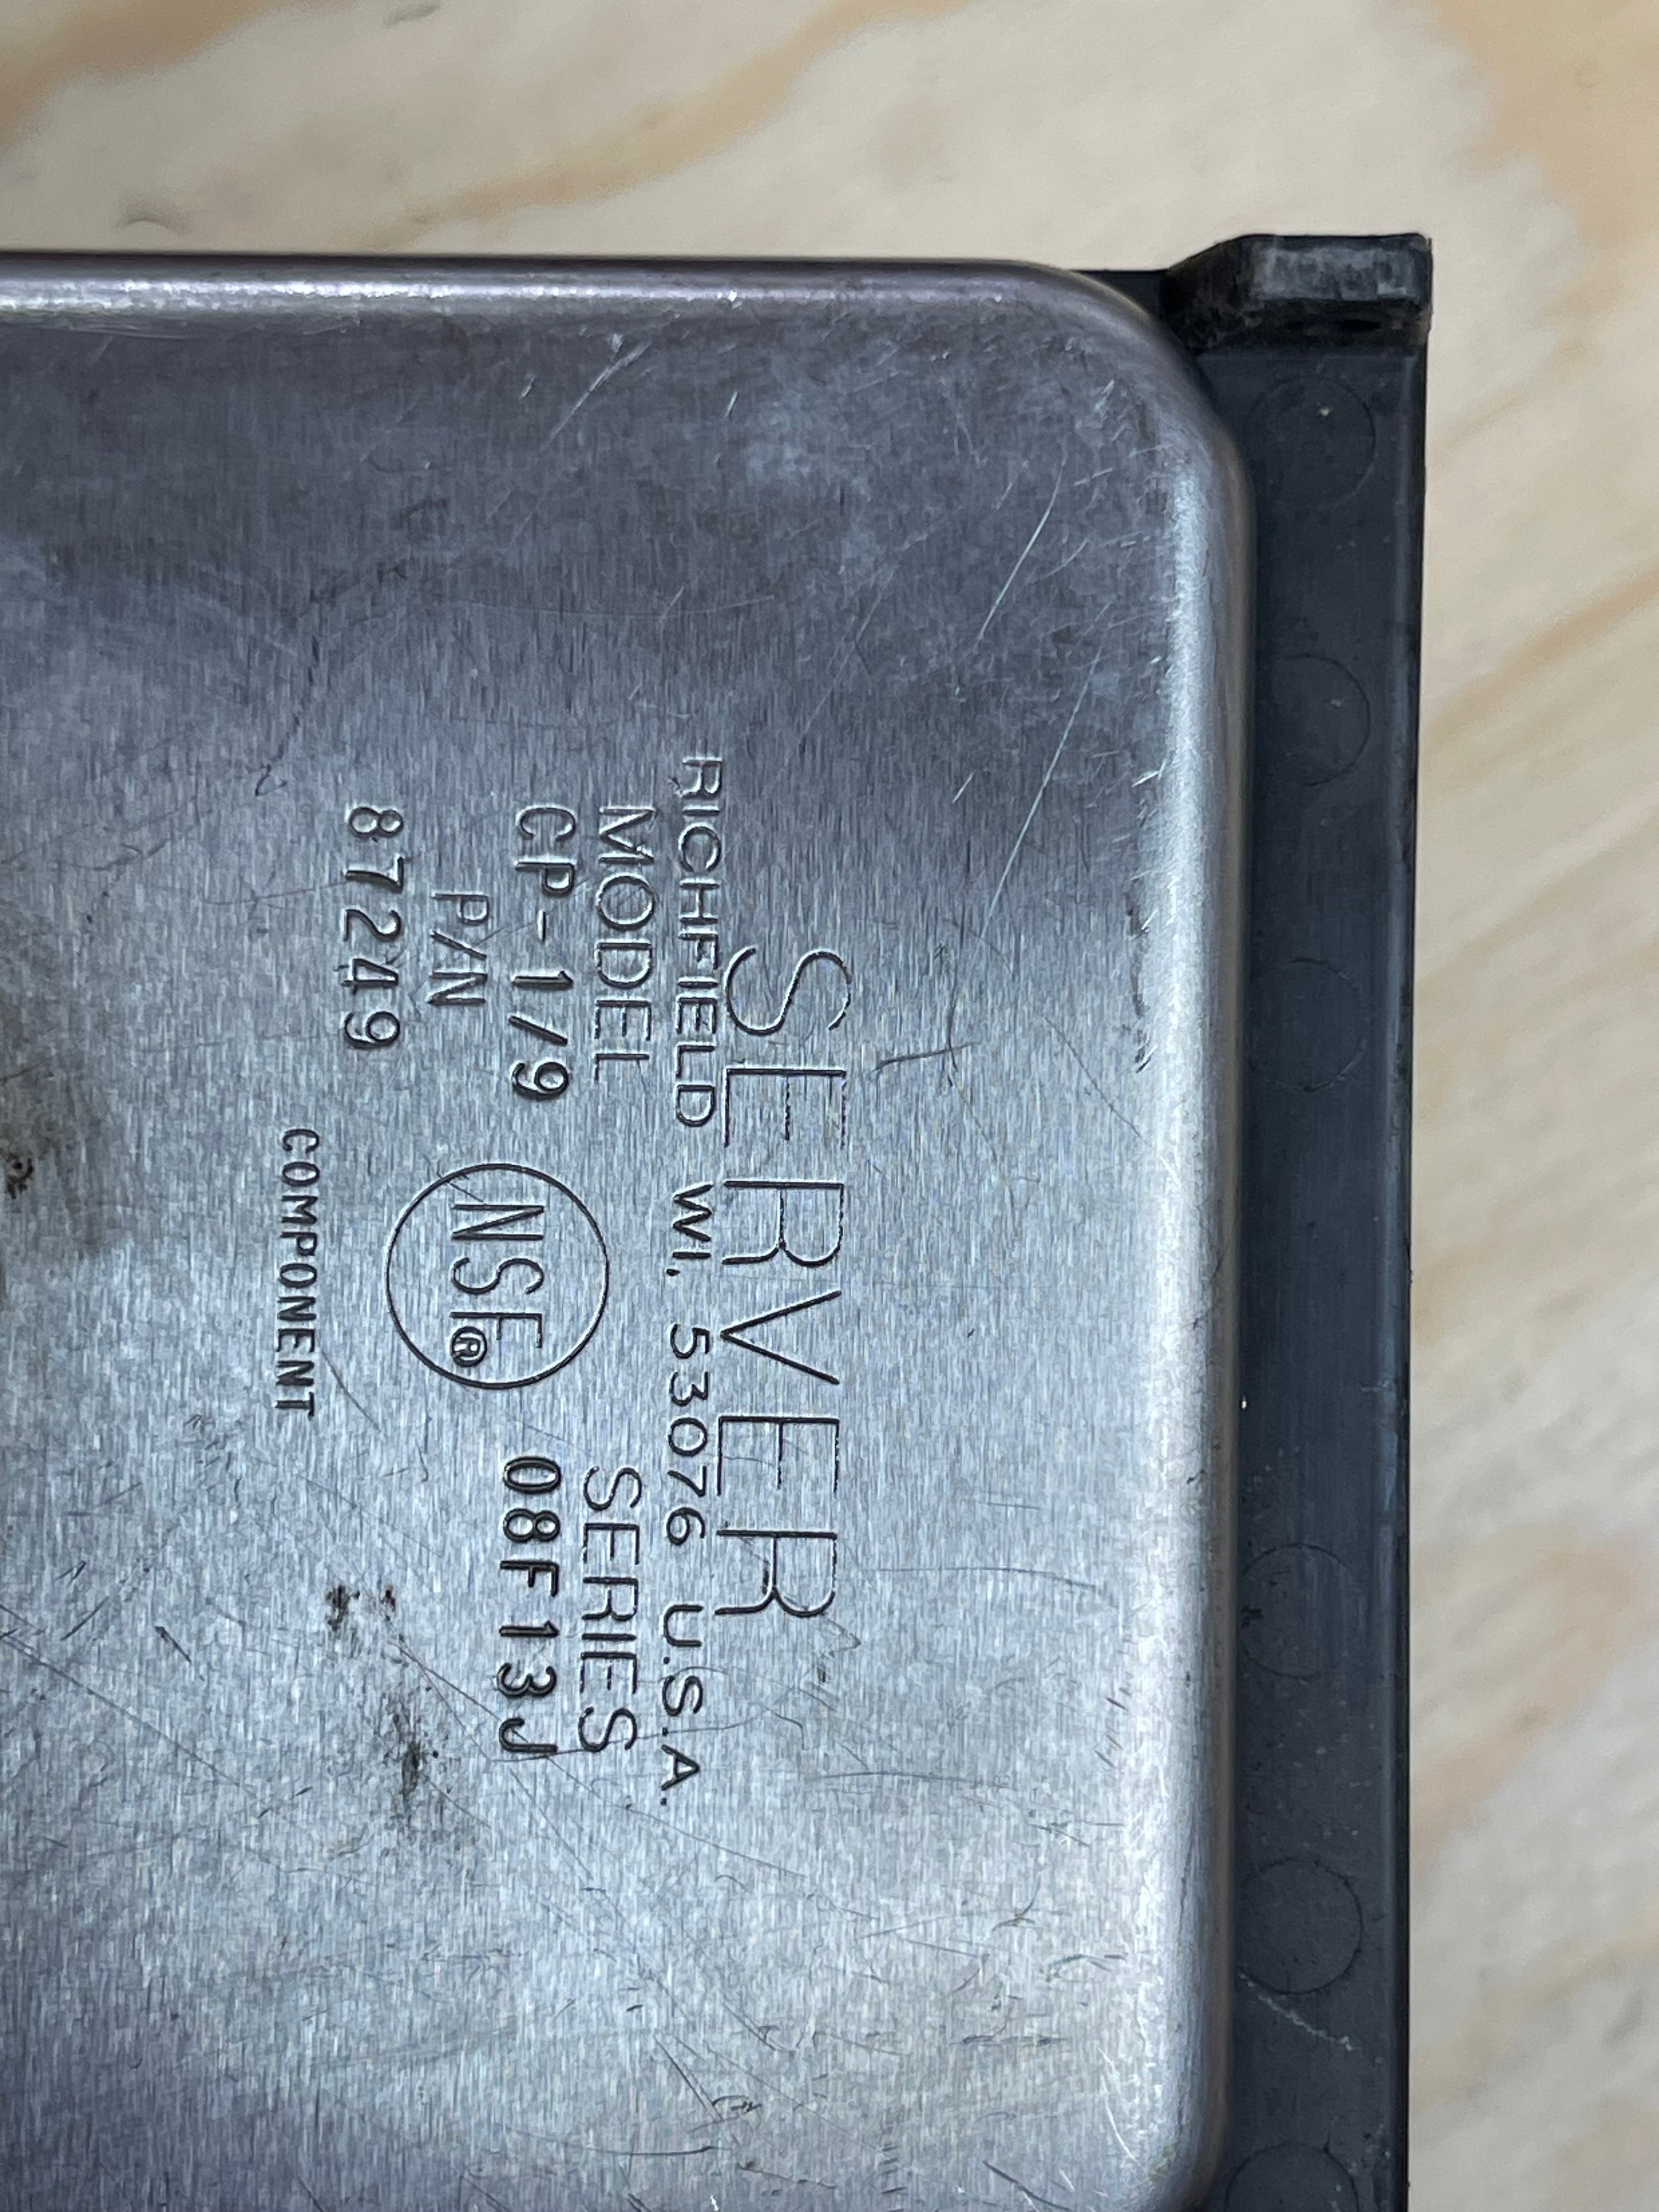 SERVER
RICHFIELD WI, 53076 U.S.A.
MODEL
CP-1/9
P/N
87249
NSF®
COMPONENT
SERIES
08F13J